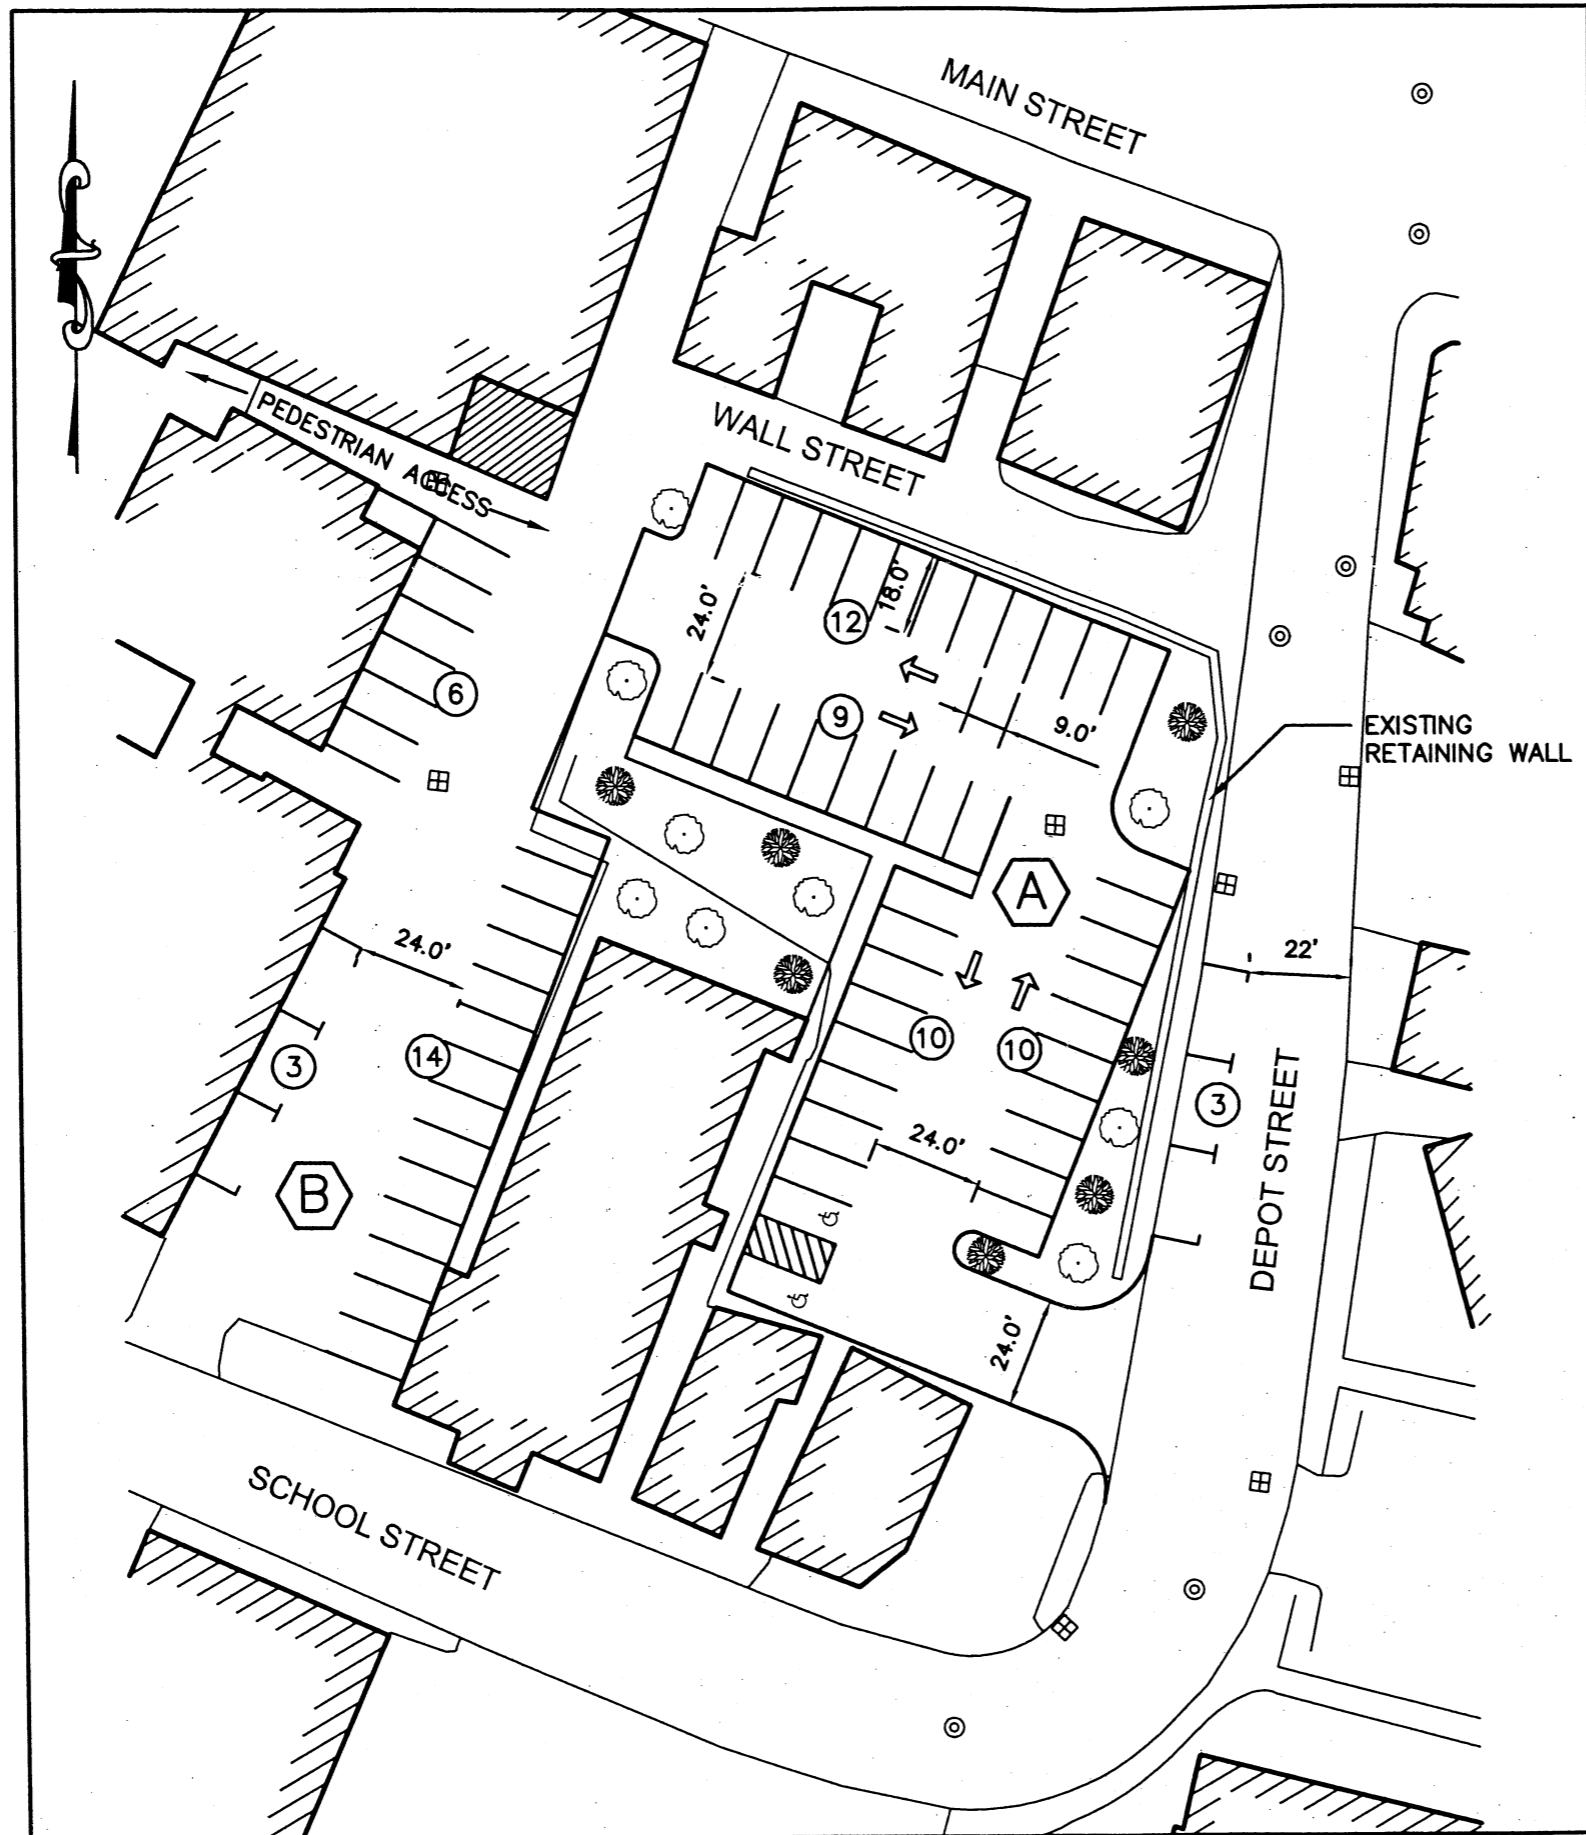 MAIN STREET
WALL STREET
PEDESTRIAN ACCESS
18.0'
24.0'
12
6
9
9.0'
EXISTING
RETAINING WALL
A
24.0'
22'
10
10
14
3
3
24.0'
B
DEPOT STREET
24.0'
SCHOOL STREET